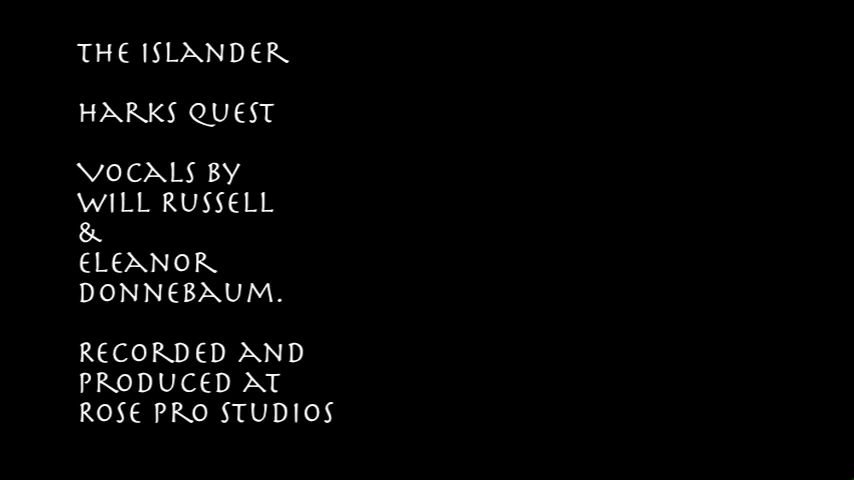 The Islander
Harks Quest
Vocals by
Will Russell
&
Eleanor
Donnebaum.
Recorded and
produced at
Rose Pro Studios